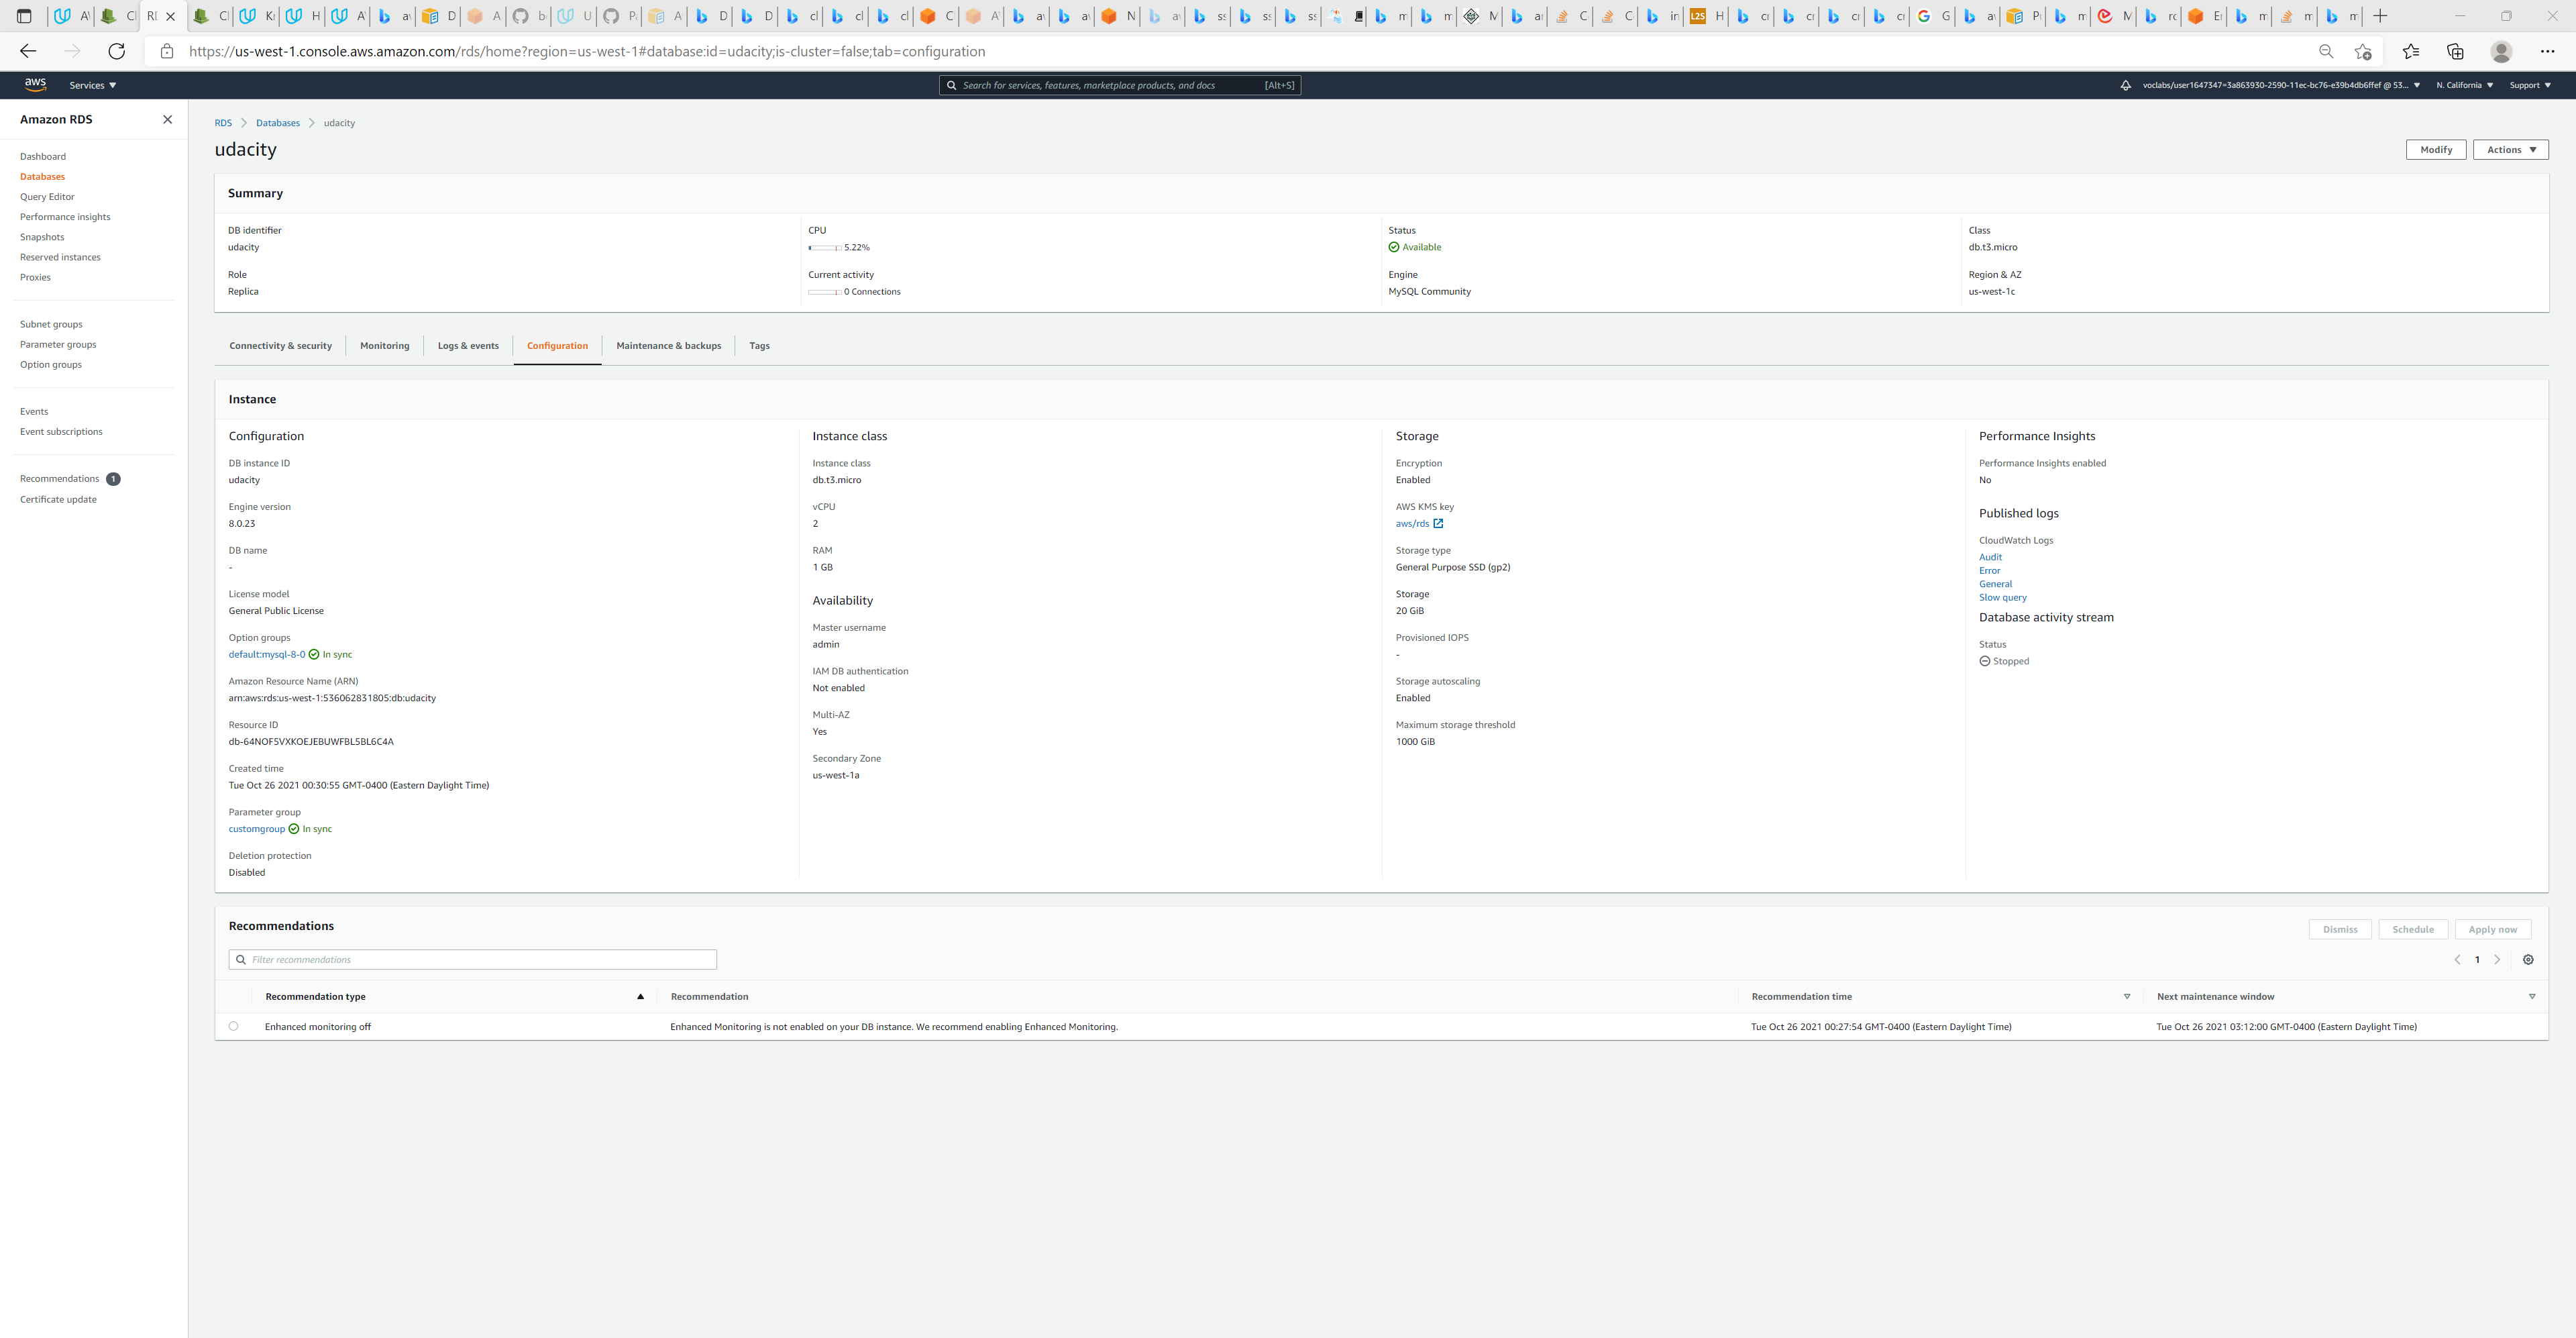 https://us-west-1.console.aws.amazon.com/rds/home?region=us-west-1#database:id=udacity;is-cluster=false;tab=configuration
aws
Services
Search for services, features, marketplace products, and docs
[Alt+S]
voclabs/user1647347=3a863930-2590-11ec-bc76-e39b4db6ffef @ 53...
N. California
Support
Amazon RDS
Dashboard
Databases
Query Editor
Performance insights
Snapshots
Reserved instances
Proxies
Subnet groups
Parameter groups
Option groups
Events
Event subscriptions
Recommendations 1
Certificate update
RDS
Databases
udacity
udacity
Modify
Actions
Summary
DB identifier
udacity
CPU
5.22%
Status
Available
Class
db.t3.micro
Role
Replica
Current activity
0 Connections
Engine
MySQL Community
Region & AZ
us-west-1c
Connectivity & security
Monitoring
Logs & events
Configuration
Maintenance & backups
Tags
Instance
Configuration
DB instance ID
udacity
Engine version
8.0.23
DB name
-
License model
General Public License
Option groups
default:mysql-8-0 In sync
Amazon Resource Name (ARN)
arn:aws:rds:us-west-1:536062831805:db:udacity
Resource ID
db-64NOF5VXKOEJEBUWFBL5BL6C4A
Created time
Tue Oct 26 2021 00:30:55 GMT-0400 (Eastern Daylight Time)
Parameter group
customgroup In sync
Deletion protection
Disabled
Instance class
Instance class
db.t3.micro
vCPU
2
RAM
1 GB
Availability
Master username
admin
IAM DB authentication
Not enabled
Multi-AZ
Yes
Secondary Zone
us-west-1a
Storage
Encryption
Enabled
AWS KMS key
aws/rds
Storage type
General Purpose SSD (gp2)
Storage
20 GiB
Provisioned IOPS
-
Storage autoscaling
Enabled
Maximum storage threshold
1000 GiB
Performance Insights
Performance Insights enabled
No
Published logs
CloudWatch Logs
Audit
Error
General
Slow query
Database activity stream
Status
Stopped
Recommendations
Dismiss
Schedule
Apply now
Filter recommendations
1
Recommendation type
Recommendation
Recommendation time
Next maintenance window
Enhanced monitoring off
Enhanced Monitoring is not enabled on your DB instance. We recommend enabling Enhanced Monitoring.
Tue Oct 26 2021 00:27:54 GMT-0400 (Eastern Daylight Time)
Tue Oct 26 2021 03:12:00 GMT-0400 (Eastern Daylight Time)